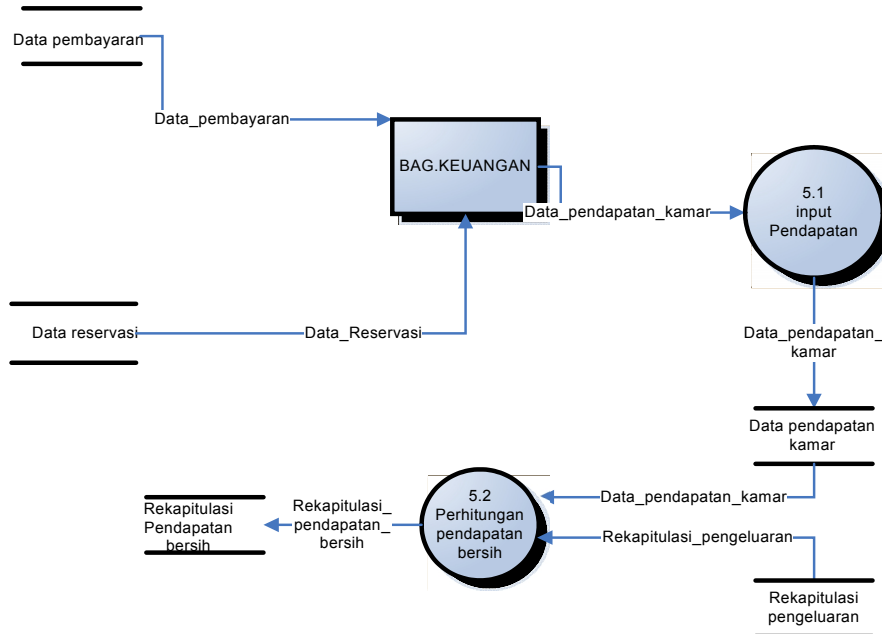 Data pembayaran
Data_pembayaran
BAG.KEUANGAN
Data_pendapatan_kamar
5.1
input
Pendapatan
Data reservasi
Data_Reservasi
Data_pendapatan_
kamar
Data pendapatan
kamar
Data_pendapatan_kamar
Rekapitulasi_pengeluaran
5.2
Perhitungan
pendapatan
bersih
Rekapitulasi_
pendapatan_
bersih
Rekapitulasi
Pendapatan
bersih
Rekapitulasi
pengeluaran